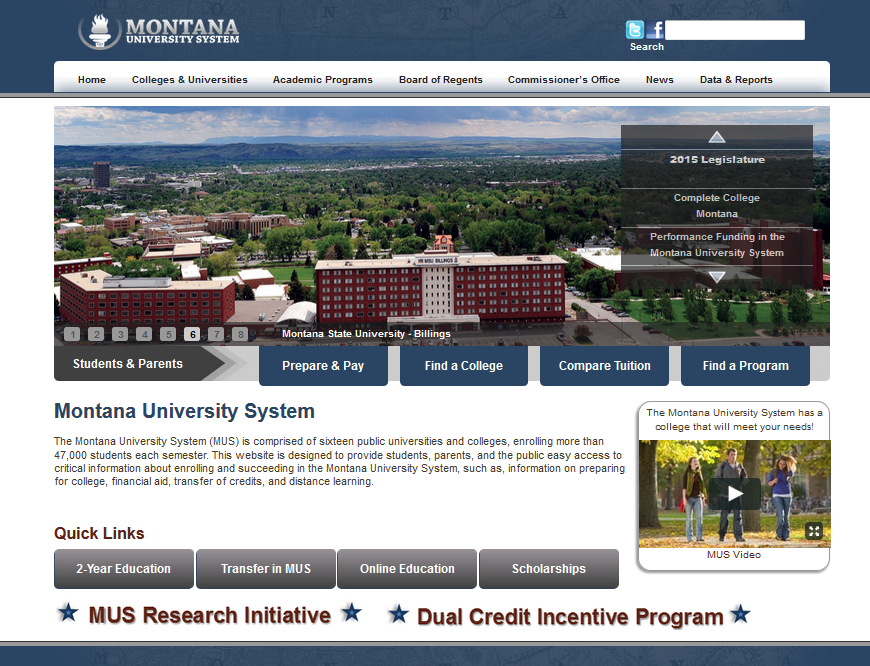 MONTANA
UNIVERSITY SYSTEM
Search
Home Colleges & Universities Academic Programs Board of Regents Commissioner's Office News Data & Reports
2015 Legislature
Complete College
Montana
Performance Funding in the
Montana University System
MSU BILLINGS
1 2 3 4 5 6 7 8 Montana State University - Billings
Students & Parents Prepare & Pay Find a College Compare Tuition Find a Program
Montana University System
The Montana University System (MUS) is comprised of sixteen public universities and colleges, enrolling more than
47,000 students each semester. This website is designed to provide students, parents, and the public easy access to
critical information about enrolling and succeeding in the Montana University System, such as, information on preparing
for college, financial aid, transfer of credits, and distance learning.
The Montana University System has a
college that will meet your needs!
MUS Video
Quick Links
2-Year Education Transfer in MUS Online Education Scholarships
MUS Research Initiative Dual Credit Incentive Program